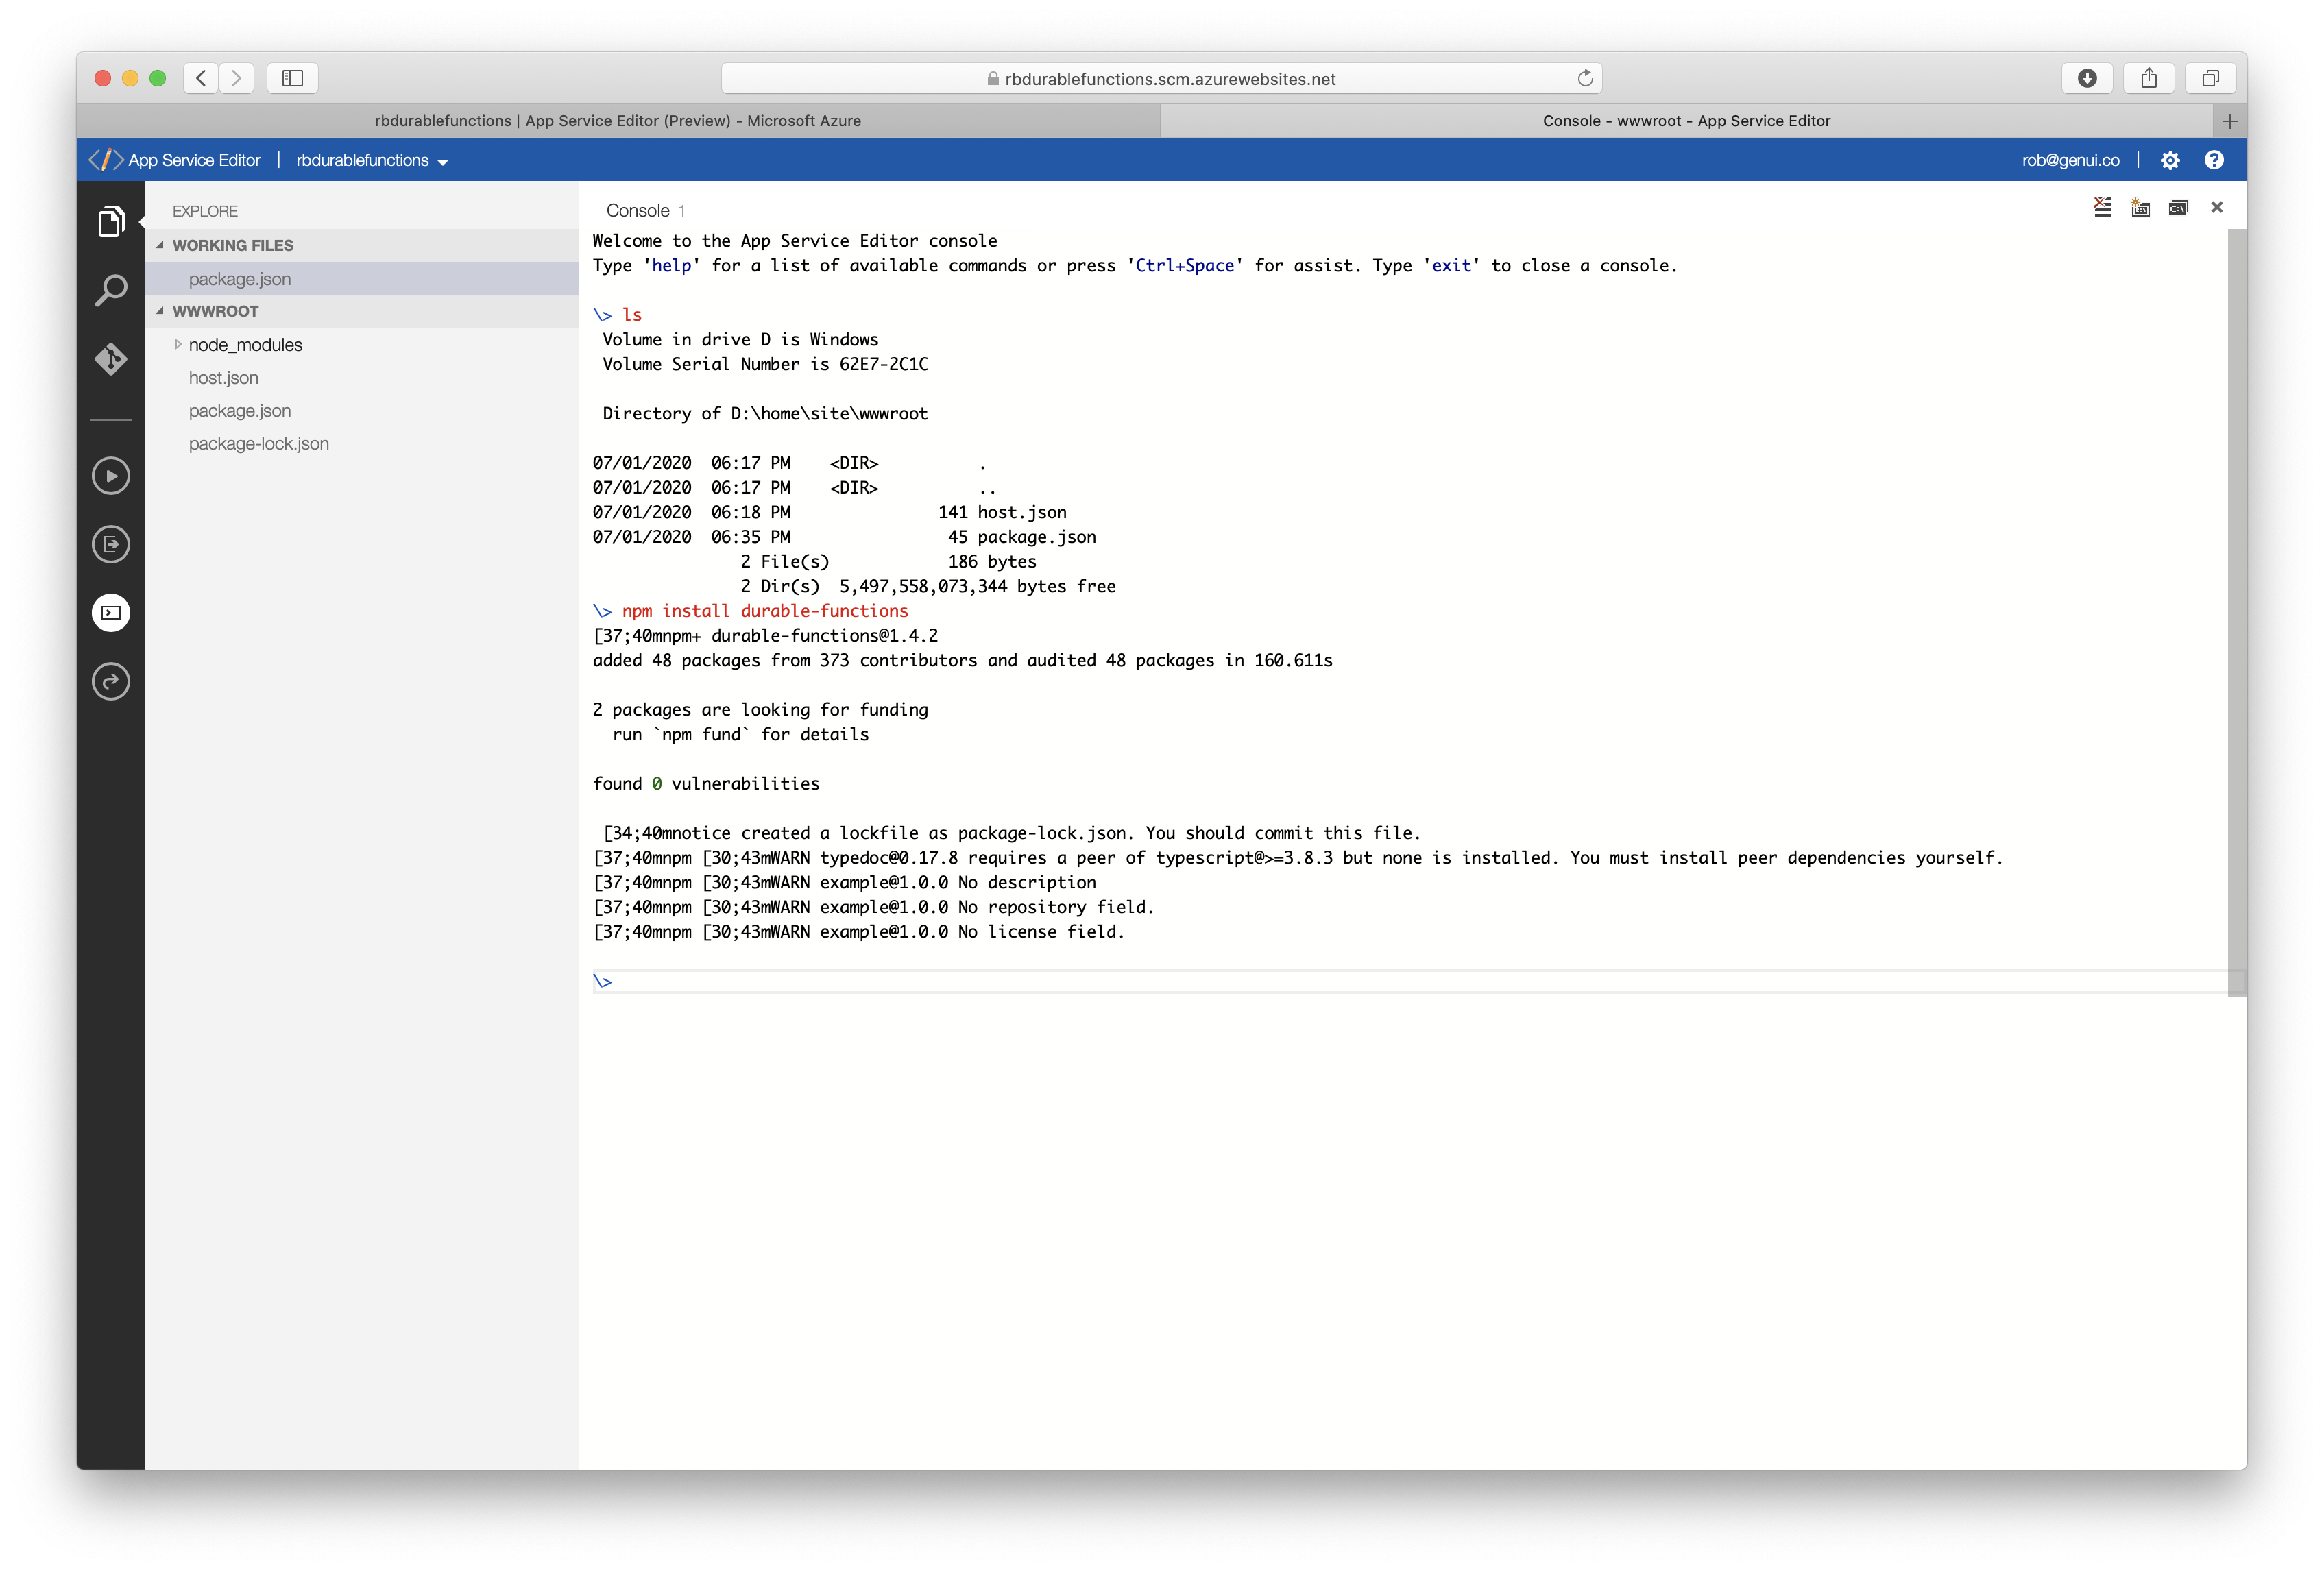 rbdurablefunctions.scm.azurewebsites.net
rbdurablefunctions | App Service Editor (Preview) - Microsoft Azure
Console - wwwroot - App Service Editor
App Service Editor | rbdurablefunctions
rob@genui.co |
EXPLORE
WORKING FILES
package.json
WWWROOT
node_modules
host.json
package.json
package-lock.json
Console 1
Welcome to the App Service Editor console
Type 'help' for a list of available commands or press 'Ctrl+Space' for assist. Type 'exit' to close a console.
\> ls
Volume in drive D is Windows
Volume Serial Number is 62E7-2C1C
Directory of D:\home\site\wwwroot
07/01/2020  06:17 PM    <DIR>          .
07/01/2020  06:17 PM    <DIR>          ..
07/01/2020  06:18 PM               141 host.json
07/01/2020  06:35 PM                45 package.json
2 File(s)            186 bytes
2 Dir(s)  5,497,558,073,344 bytes free
\> npm install durable-functions
[37;40mnpm+ durable-functions@1.4.2
added 48 packages from 373 contributors and audited 48 packages in 160.611s
2 packages are looking for funding
run `npm fund` for details
found 0 vulnerabilities
[34;40mnotice created a lockfile as package-lock.json. You should commit this file.
[37;40mnpm [30;43mWARN typedoc@0.17.8 requires a peer of typescript@>=3.8.3 but none is installed. You must install peer dependencies yourself.
[37;40mnpm [30;43mWARN example@1.0.0 No description
[37;40mnpm [30;43mWARN example@1.0.0 No repository field.
[37;40mnpm [30;43mWARN example@1.0.0 No license field.
\>